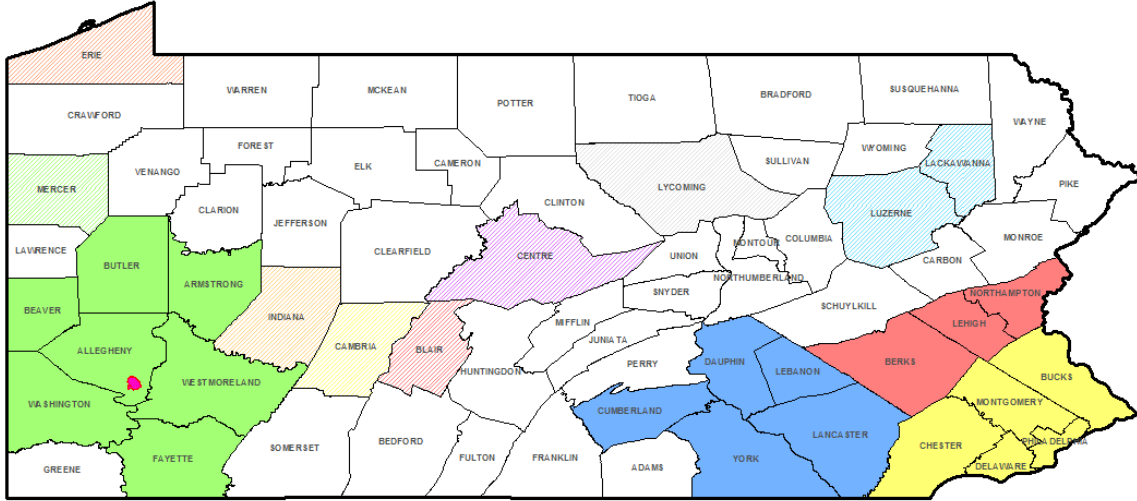 ERIE
CRAWFORD
WARREN
MCKEAN
POTTER
TIOGA
BRADFORD
SUSQUEHANNA
WAYNE
FOREST
VENANGO
MERCER
ELK
CAMERON
SULLIVAN
WYOMING
LACKAWANNA
LYCOMING
PIKE
CLARION
JEFFERSON
CLINTON
LUZERNE
LAWRENCE
BUTLER
CLEARFIELD
CENTRE
UNION
MONTOUR
COLUMBIA
MONROE
CARBON
ARMSTRONG
NORTHUMBERLAND
SNYDER
BEAVER
INDIANA
SCHUYLKILL
NORTHAMPTON
MIFFLIN
LEHIGH
ALLEGHENY
CAMBRIA
BLAIR
JUNIATA
HUNTINGDON
PERRY
DAUPHIN
LEBANON
BERKS
BUCKS
WESTMORELAND
WASHINGTON
CUMBERLAND
MONTGOMERY
LANCASTER
PHILADELPHIA
CHESTER
SOMERSET
BEDFORD
FAYETTE
FULTON
FRANKLIN
YORK
ADAMS
DELAWARE
GREENE